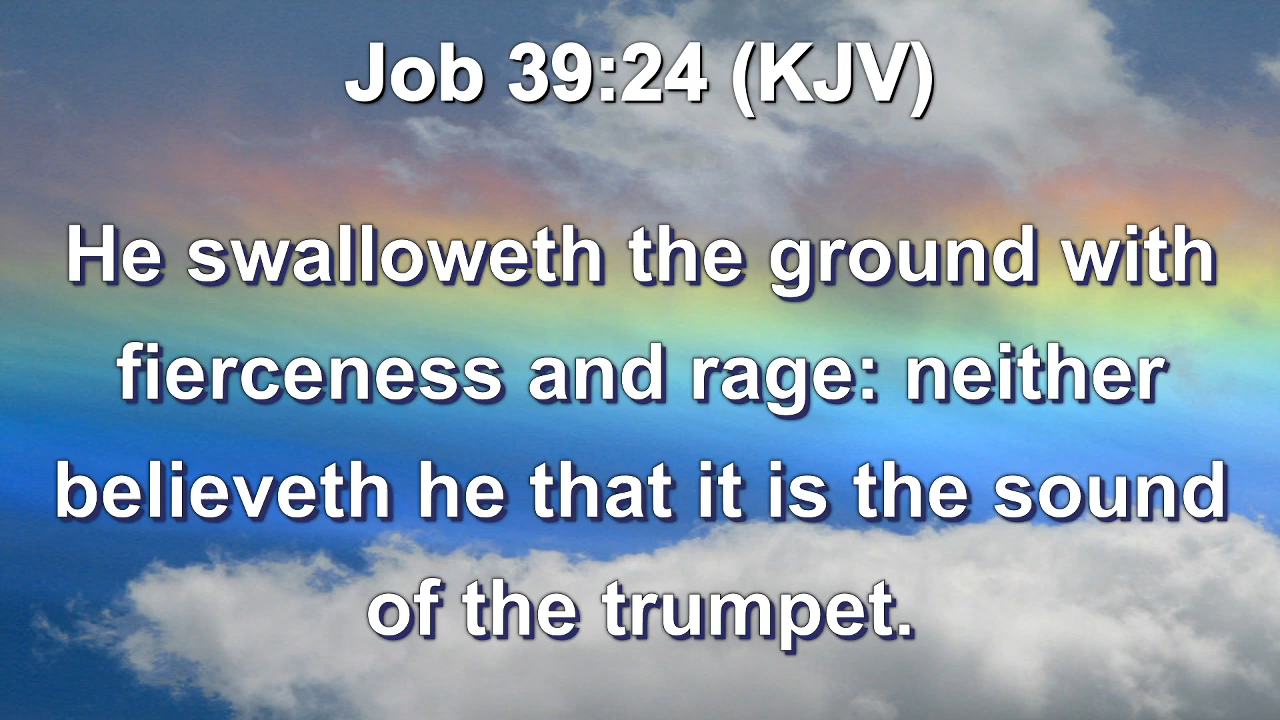 Job 39:24 (KJV)
He swalloweth the ground with
fierceness and rage: neither
believeth he that it is the sound
of the trumpet.